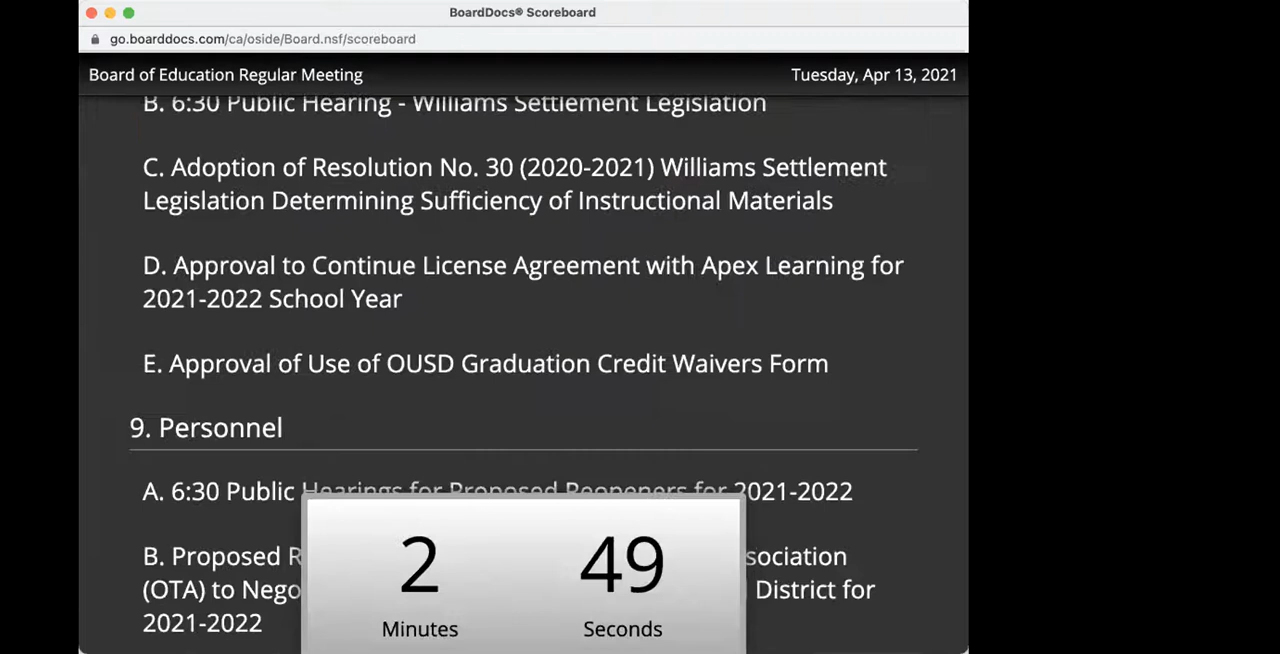 BoardDocs® Scoreboard
go.boarddocs.com/ca/oside/Board.nsf/scoreboard
Board of Education Regular Meeting
Tuesday, Apr 13, 2021
B. 6:30 Public Hearing - Williams Settlement Legislation
C. Adoption of Resolution No. 30 (2020-2021) Williams Settlement
Legislation Determining Sufficiency of Instructional Materials
D. Approval to Continue License Agreement with Apex Learning for
2021-2022 School Year
E. Approval of Use of OUSD Graduation Credit Waivers Form
9. Personnel
A. 6:30 Public Hearings for Proposed Reopeners for 2021-2022
B. Proposed
(OTA) to District for
2021-2022
2 49
Minutes Seconds